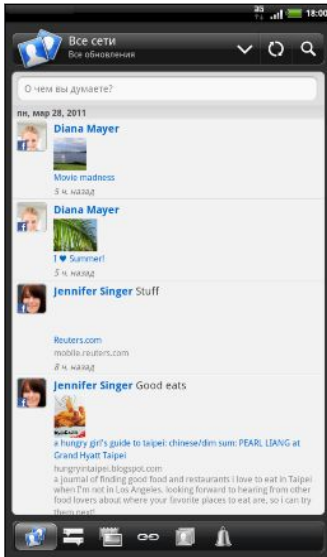 3G 18:00
Все сети
Все обновления
О чем вы думаете?
пн, мар 28, 2011
Diana Mayer
Movie madness
5 ч. назад
Diana Mayer
I ♥ Summer!
5 ч. назад
Jennifer Singer Stuff
Reuters.com
mobile.reuters.com
8 ч. назад
Jennifer Singer Good eats
a hungry girl's guide to taipei: chinese/dim sum: PEARL LIANG at
Grand Hyatt Taipei
hungryintaipei.blogspot.com
a journal of finding good food and restaurants i love to eat in Taipei
when I'm not in Los Angeles. looking forward to hearing from other
food lovers about where your favorite places to eat are, so i can try
them next!